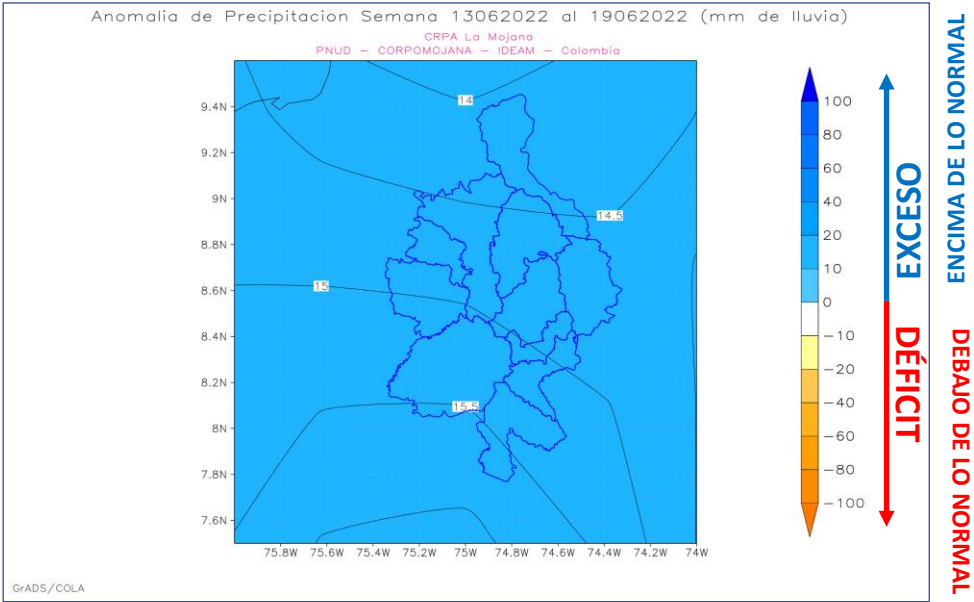 Anomalia de Precipitacion Semana 13062022 al 19062022 (mm de lluvia)
CRPA La Mojana
PNUD – CORPOMOJANA – IDEAM – Colombia
14
14.5
15
15.5
9.4N
9.2N
9N
8.8N
8.6N
8.4N
8.2N
8N
7.8N
7.6N
75.8W 75.6W 75.4W 75.2W 75W 74.8W 74.6W 74.4W 74.2W 74W
100
80
60
40
20
10
0
−10
−20
−40
−60
−80
−100
EXCESO
DÉFICIT
ENCIMA DE LO NORMAL
DEBAJO DE LO NORMAL
GrADS/COLA